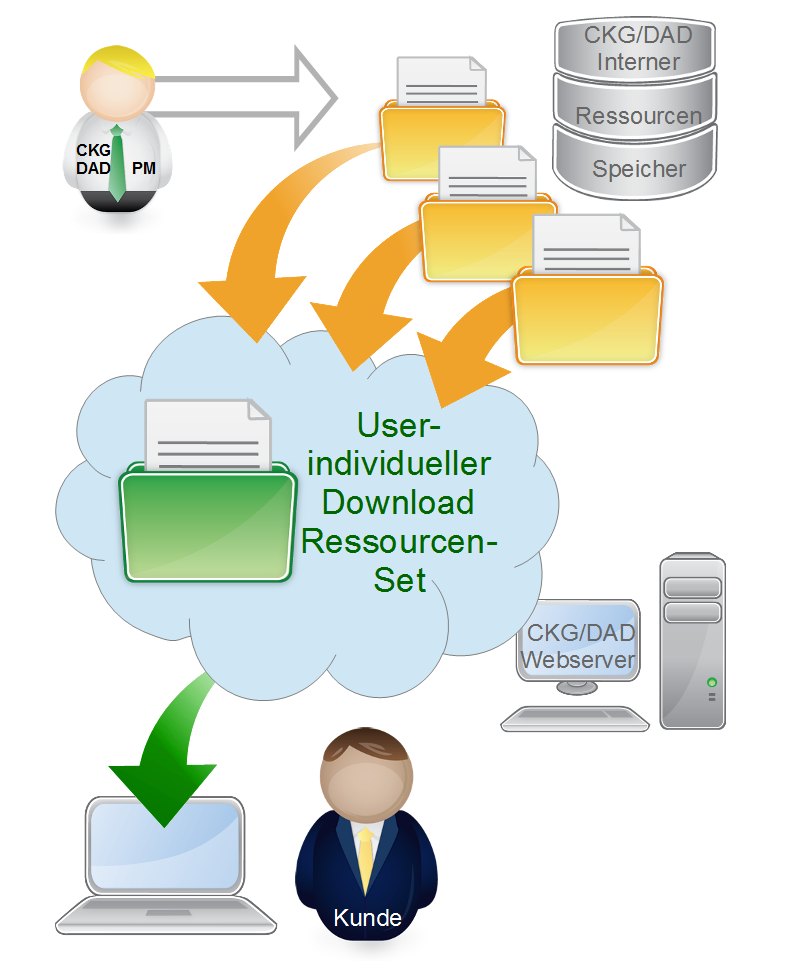 CKG/DAD
Interner
Ressourcen
Speicher
CKG
DAD PM
User-
individueller
Download
Ressourcen-
Set
CKG/DAD
Webserver
Kunde